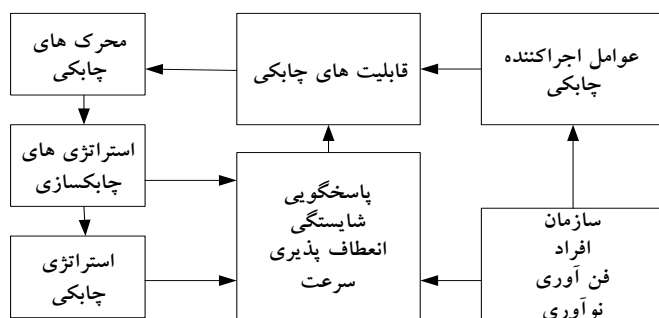 عوامل اجراکننده
چابکی
قابلیت های چابکی
محرک های
چابکی
استراتژی های
چابکسازی
پاسخگویی
شایستگی
انعطاف پذیری
سرعت
سازمان
افراد
فن آوری
نوآوری
استراتژی
چابکی